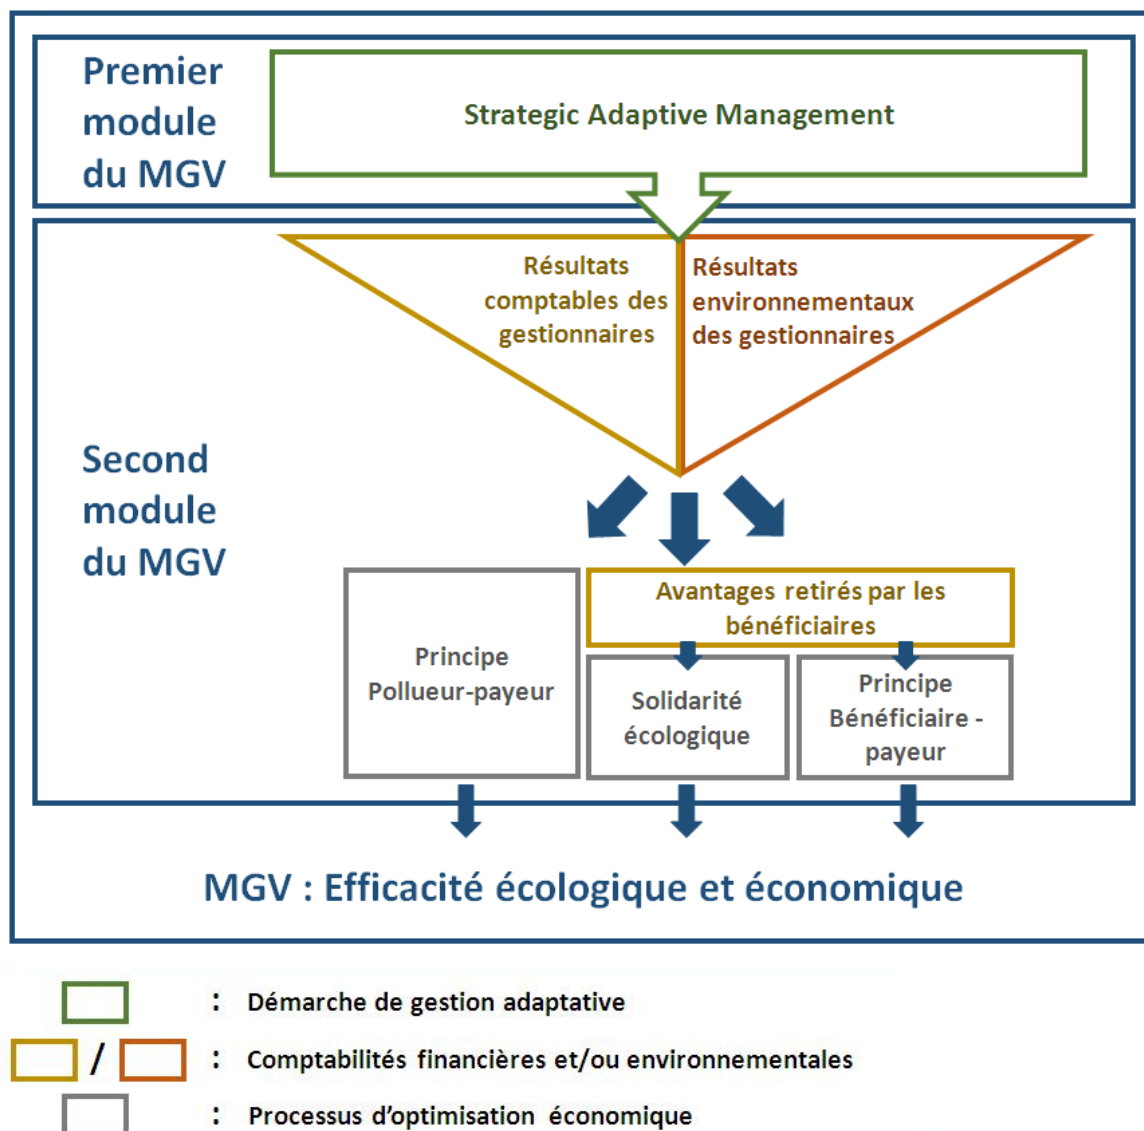 Premier
module
du MGV
Strategic Adaptive Management
Résultats
comptables des
gestionnaires
Résultats
environnementaux
des gestionnaires
Second
module
du MGV
Avantages retirés par les
bénéficiaires
Principe
Pollueur-payeur
Solidarité
écologique
Principe
Bénéficiaire -
payeur
MGV : Efficacité écologique et économique
: Démarche de gestion adaptative
/ : Comptabilités financières et/ou environnementales
: Processus d’optimisation économique